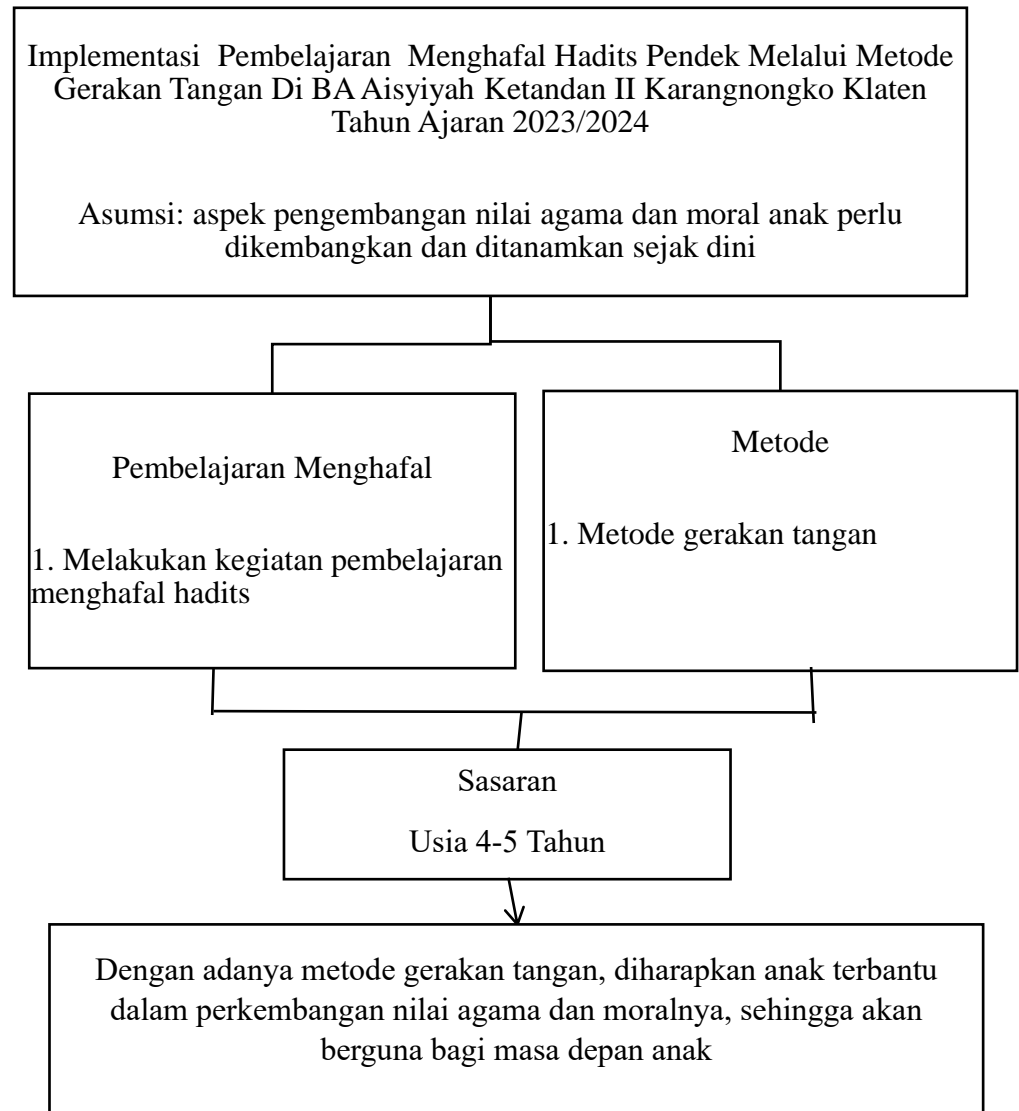 Implementasi Pembelajaran Menghafal Hadits Pendek Melalui Metode
Gerakan Tangan Di BA Aisyiyah Ketandan II Karangnongko Klaten
Tahun Ajaran 2023/2024
Asumsi: aspek pengembangan nilai agama dan moral anak perlu
dikembangkan dan ditanamkan sejak dini
Pembelajaran Menghafal
1. Melakukan kegiatan pembelajaran
menghafal hadits
Metode
1. Metode gerakan tangan
Sasaran
Usia 4-5 Tahun
Dengan adanya metode gerakan tangan, diharapkan anak terbantu
dalam perkembangan nilai agama dan moralnya, sehingga akan
berguna bagi masa depan anak